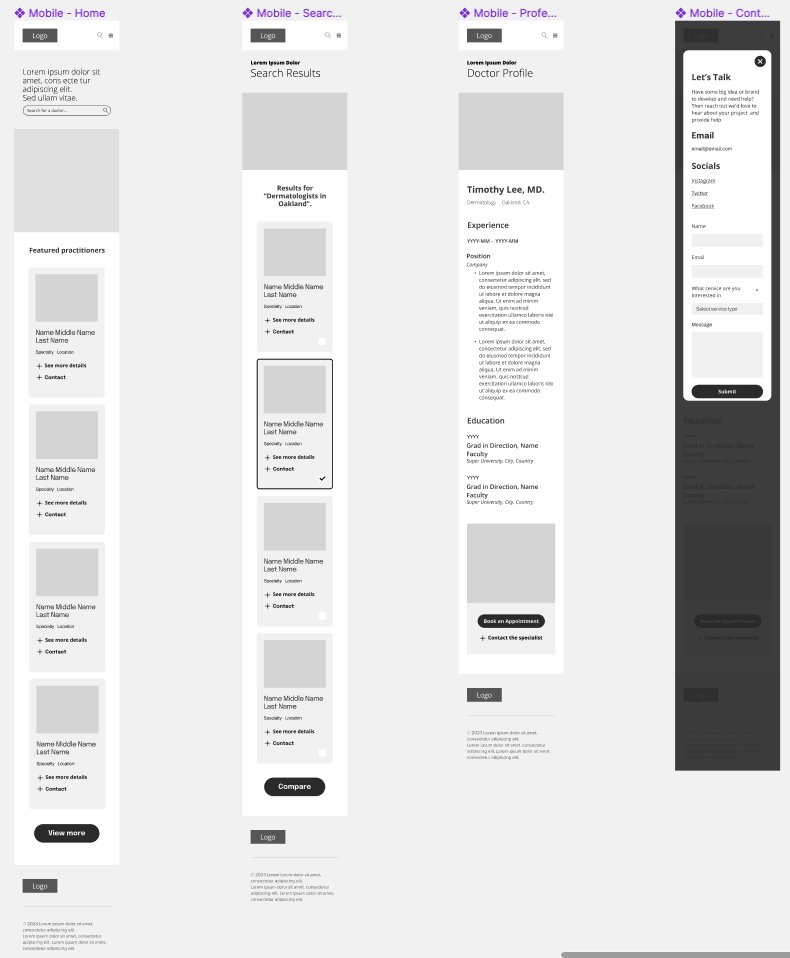 Mobile - Home
Logo
Lorem ipsum dolor sit
amet, cons ecte tur
adipiscing elit.
Sed ullam vitae.
Search for a doctor...
Featured practitioners
Name Middle Name
Last Name
Specialty Location
See more details
Contact
Name Middle Name
Last Name
Specialty Location
See more details
Contact
Name Middle Name
Last Name
Specialty Location
See more details
Contact
Name Middle Name
Last Name
Specialty Location
See more details
Contact
View more
Logo
© 2023 Lorem ipsum dolor sit amet,
consectetur adipiscing elit.
Lorem ipsum dolor sit amet, consectetur
adipiscing elit. Lorem ipsum dolor sit amet,
consectetur adipiscing elit.
Mobile - Searc...
Logo
Lorem Ipsum Dolor
Search Results
Results for
"Dermatologists in
Oakland".
Name Middle Name
Last Name
Specialty Location
See more details
Contact
Name Middle Name
Last Name
Specialty Location
See more details
Contact
Name Middle Name
Last Name
Specialty Location
See more details
Contact
Name Middle Name
Last Name
Specialty Location
See more details
Contact
Compare
Logo
© 2023 Lorem ipsum dolor sit amet,
consectetur adipiscing elit.
Lorem ipsum dolor sit amet, consectetur
adipiscing elit. Lorem ipsum dolor sit amet,
consectetur adipiscing elit.
Mobile - Profe...
Logo
Lorem Ipsum Dolor
Doctor Profile
Timothy Lee, MD.
Dermatology Oakland, CA
Experience
YYYY-MM - YYYY-MM
Position
Company
• Lorem ipsum dolor sit amet,
consectetur adipiscing elit, sed
do eiusmod tempor incididunt
ut labore et dolore magna
aliqua. Ut enim ad minim
veniam, quis nostrud
exercitation ullamco laboris nisi
ut aliquip ex ea commodo
consequat.
• Lorem ipsum dolor sit amet,
consectetur adipiscing elit, sed
do eiusmod tempor incididunt
ut labore et dolore magna
aliqua. Ut enim ad minim
veniam, quis nostrud
exercitation ullamco laboris nisi
ut aliquip ex ea commodo
consequat.
Education
YYYY
Grad in Direction, Name
Faculty
Super University, City, Country
YYYY
Grad in Direction, Name
Faculty
Super University, City, Country
Book an Appointment
Contact the specialist
Logo
© 2023 Lorem ipsum dolor sit amet,
consectetur adipiscing elit.
Lorem ipsum dolor sit amet, consectetur
adipiscing elit. Lorem ipsum dolor sit amet,
consectetur adipiscing elit.
Mobile - Cont...
Logo
Let's Talk
Have some big idea or brand
to develop and need help?
Then reach out we'd love to
hear about your project and
provide help
Email
email@email.com
Socials
Instagram
Twitter
Facebook
Name
Email
What service are you
interested in
Select service type
Message
Submit
Education
YYYY
Grad in Direction, Name
Faculty
Super University, City, Country
YYYY
Grad in Direction, Name
Faculty
Super University, City, Country
Book an Appointment
Contact the specialist
Logo